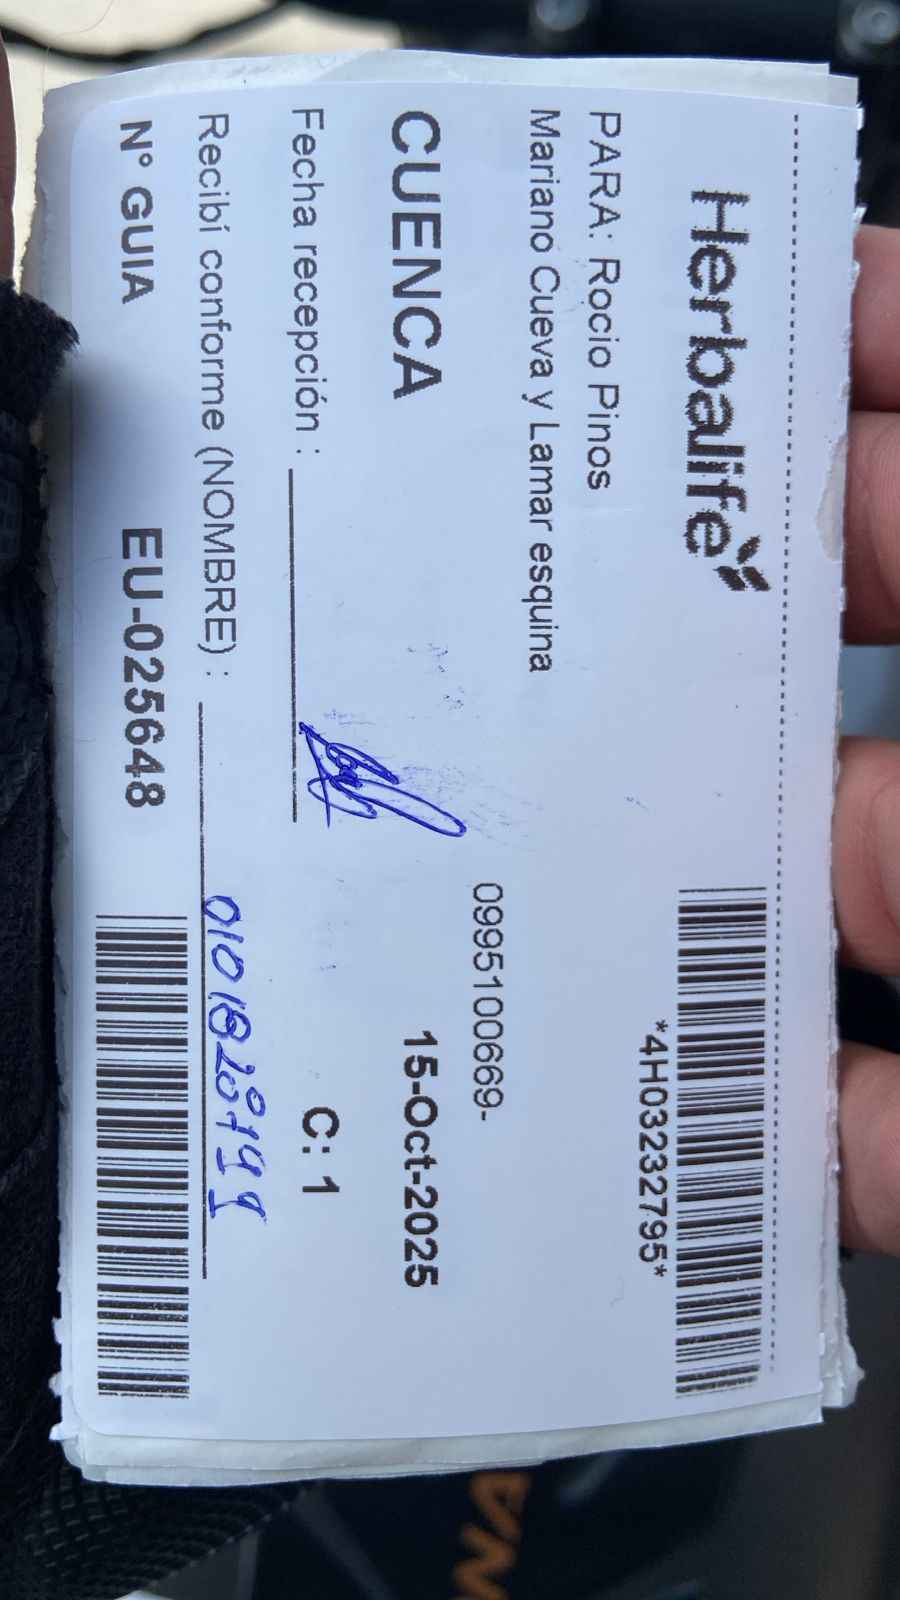 Herbalife
*4H03232795*
PARA: Rocio Pinos
Mariano Cueva y Lamar esquina
0995100669-
CUENCA
15-Oct-2025
Fecha recepción :
C: 1
Recibí conforme (NOMBRE) :
N° GUIA
EU-025648